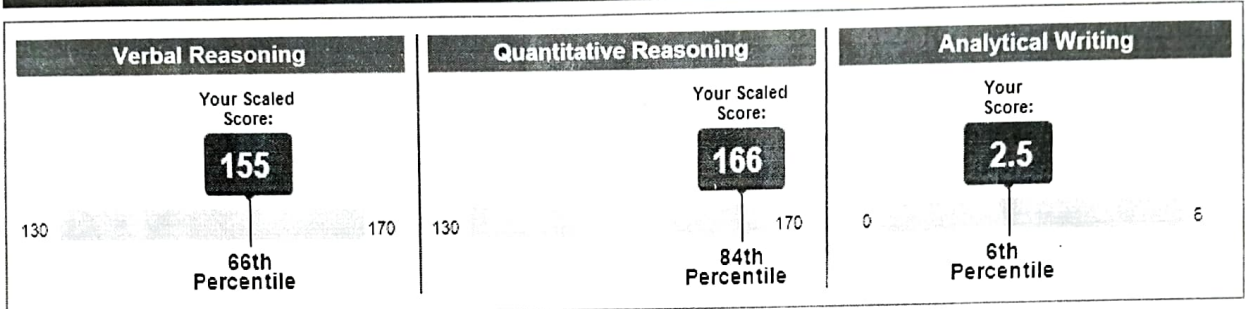 Verbal Reasoning
Your Scaled
Score:
155
130
170
66th
Percentile
Quantitative Reasoning
Your Scaled
Score:
166
130
170
84th
Percentile
Analytical Writing
Your
Score:
2.5
0
6
6th
Percentile